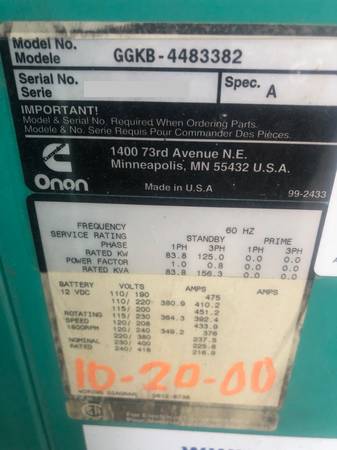 Model No. GGKB-4483382
Modele
Serial No. Spec. A
Serie
IMPORTANT!
Model & Serial No. Required When Ordering Parts.
Modele & No. Serie Requis Pour Commander Des Pièces.
1400 73rd Avenue N.E.
Minneapolis, MN 55432 U.S.A.
Onan Made in U.S.A 99-2433
FREQUENCY 60 HZ
SERVICE RATING STANDBY PRIME
PHASE 1PH 3PH 1PH 3PH
RATED KW 83.8 125.0 0.0 0.0
POWER FACTOR 1.0 0.8 0.0 0.0
RATED KVA 83.8 156.3 0.0 0.0
BATTERY VOLTS AMPS AMPS
12 VDC 110/190 475
110/220 380.9 410.2
115/200 451.2
ROTATING 115/230 364.3 392.4
SPEED 120/208 433.9
1800RPM 120/240 349.2 376
220/380 237.5
NOMINAL 230/400 225.6
RATED 240/416 216.9
10-20-00
WIRING DIAGRAM